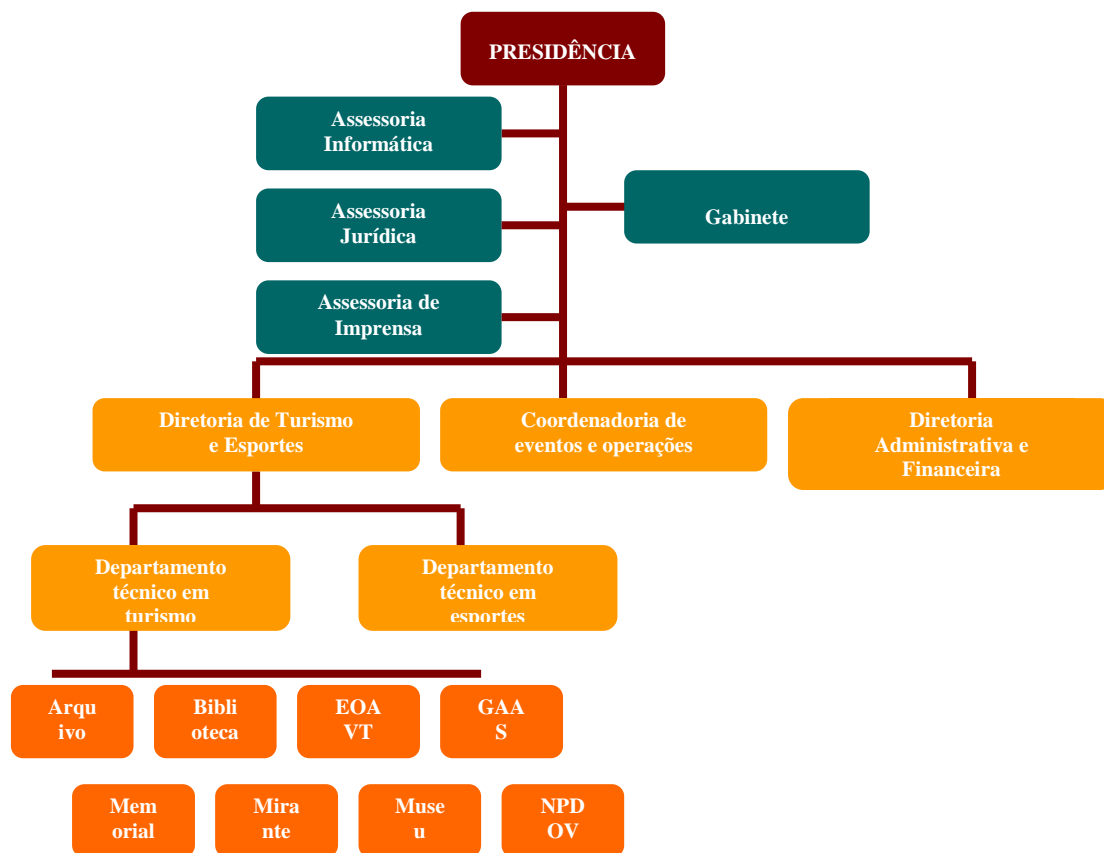 PRESIDÊNCIA
Assessoria
Informática
Gabinete
Assessoria
Jurídica
Assessoria de
Imprensa
Diretoria de Turismo
e Esportes
Coordenadoria de
eventos e operações
Diretoria
Administrativa e
Financeira
Departamento
técnico em
turismo
Departamento
técnico em
esportes
Arqu
ivo
Bibli
oteca
EOA
VT
GAA
S
Mem
orial
Mira
nte
Muse
u
NPD
OV